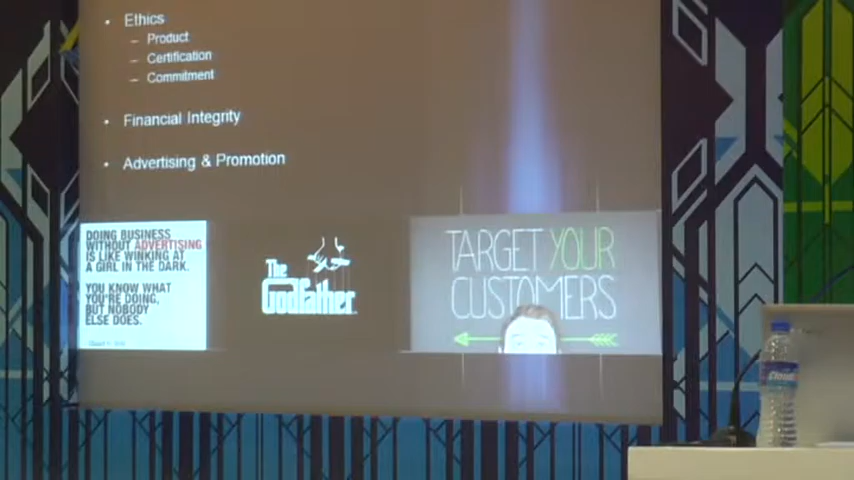 • Ethics
– Product
– Certification
– Commitment
• Financial Integrity
• Advertising & Promotion
DOING BUSINESS
WITHOUT ADVERTISING
IS LIKE WINKING AT
A GIRL IN THE DARK.
YOU KNOW WHAT
YOU'RE DOING,
BUT NOBODY
ELSE DOES.
The
Godfather
TARGET YOUR
CUSTOMERS
Cloud